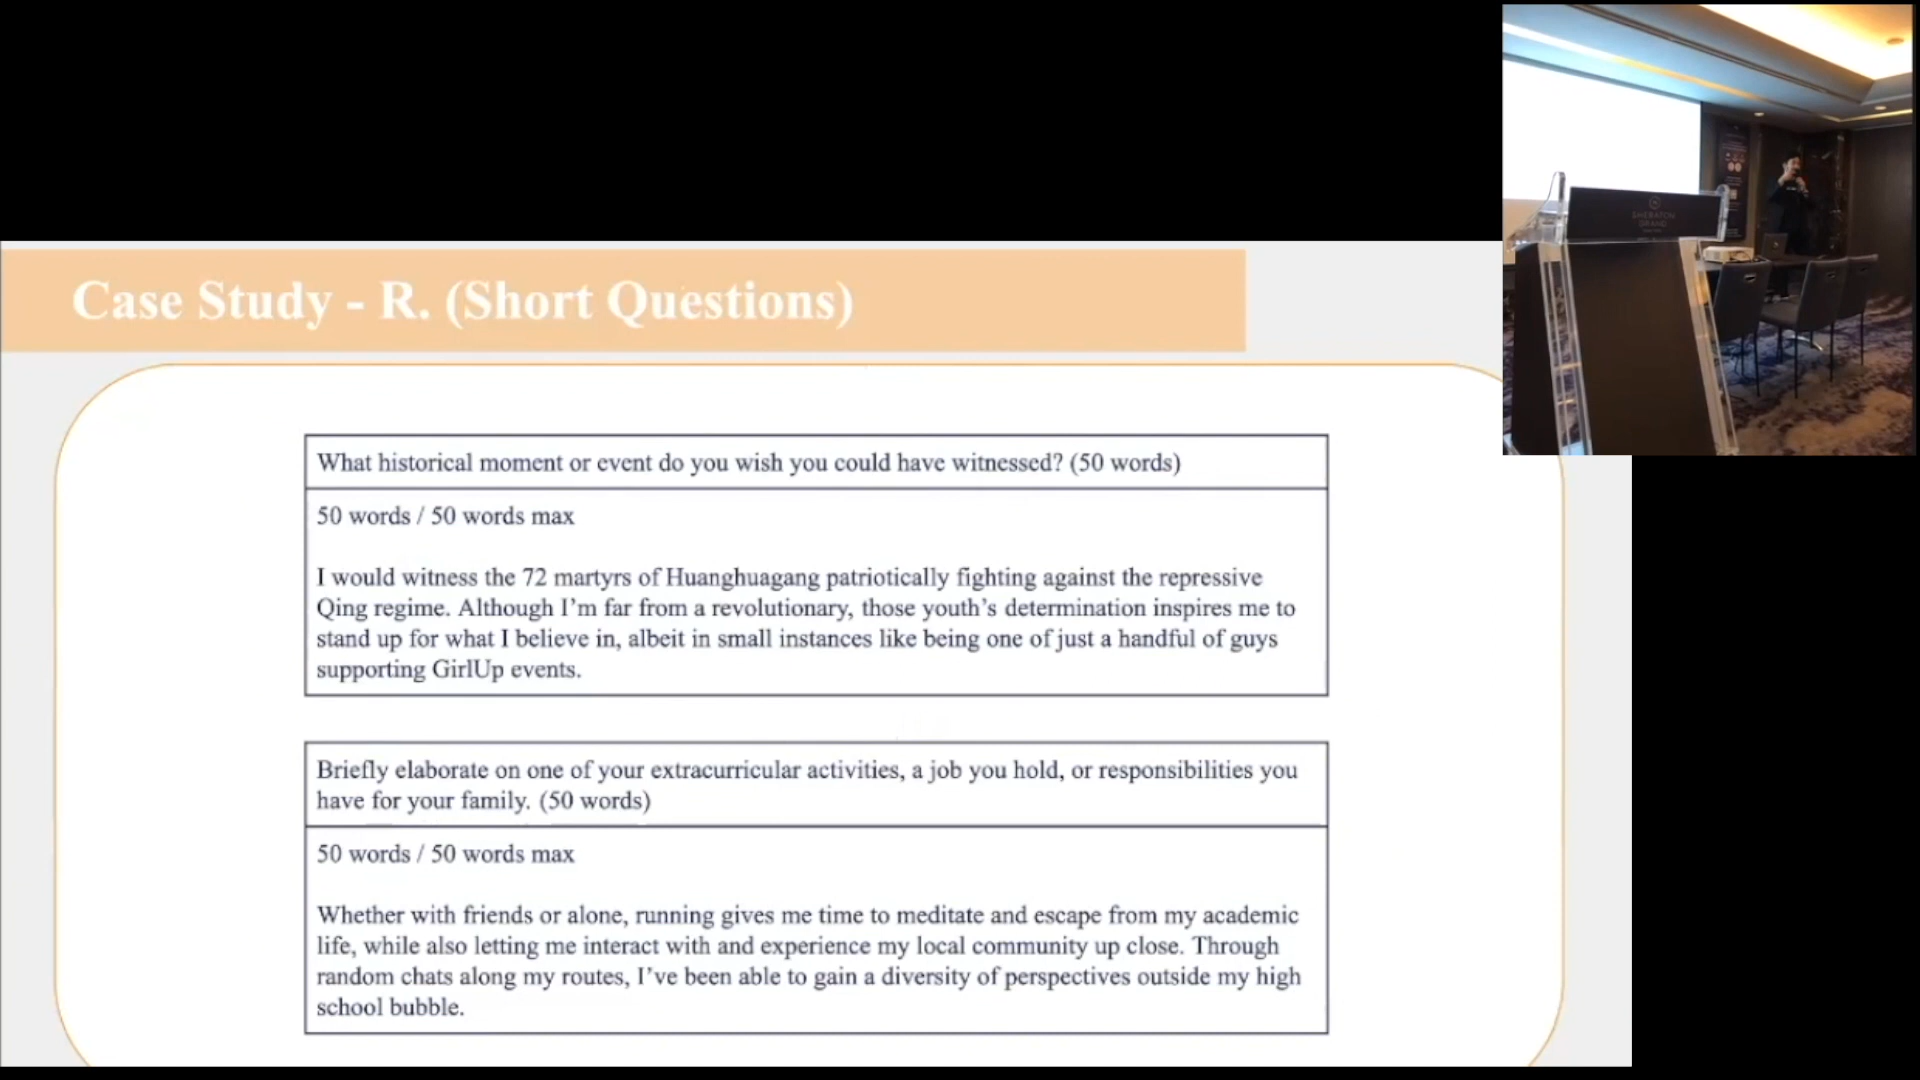 Case Study - R. (Short Questions)
What historical moment or event do you wish you could have witnessed? (50 words)
50 words / 50 words max
I would witness the 72 martyrs of Huanghuagang patriotically fighting against the repressive
Qing regime. Although I’m far from a revolutionary, those youth’s determination inspires me to
stand up for what I believe in, albeit in small instances like being one of just a handful of guys
supporting GirlUp events.
Briefly elaborate on one of your extracurricular activities, a job you hold, or responsibilities you
have for your family. (50 words)
50 words / 50 words max
Whether with friends or alone, running gives me time to meditate and escape from my academic
life, while also letting me interact with and experience my local community up close. Through
random chats along my routes, I’ve been able to gain a diversity of perspectives outside my high
school bubble.
SHERATON
GRAND